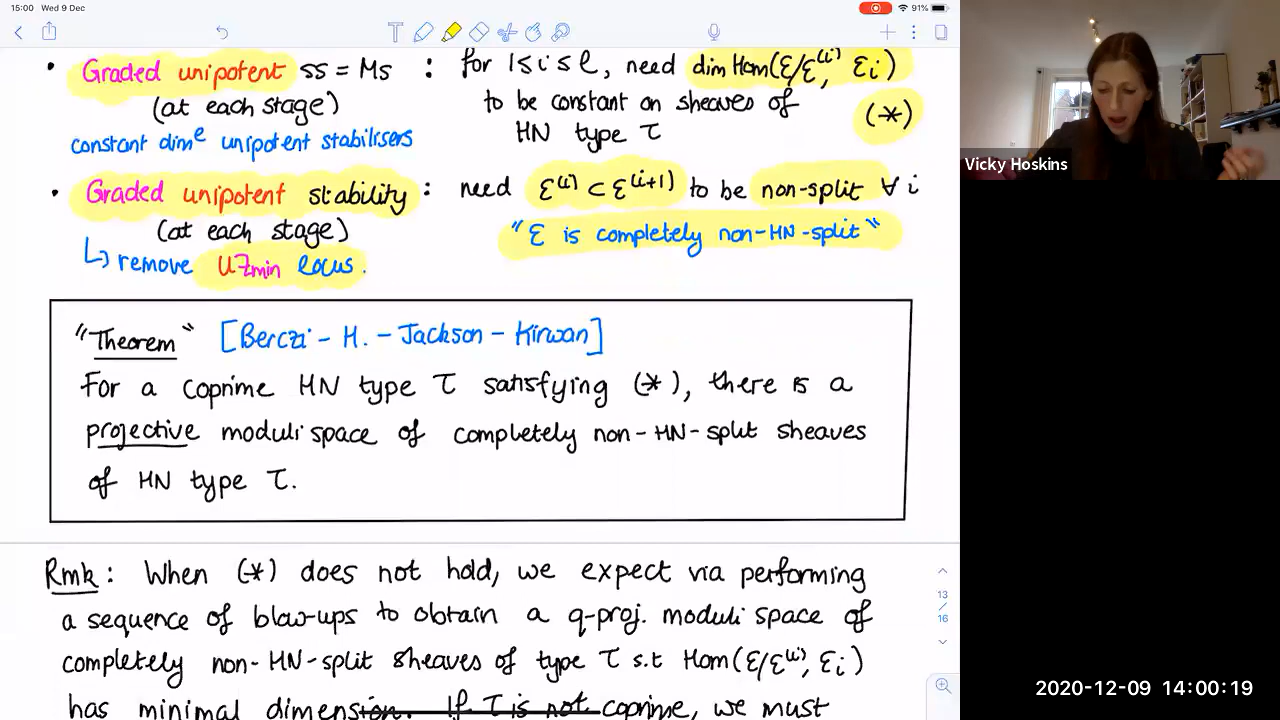 15:00 Wed 9 Dec
91%
• Graded unipotent ss = Ms : for 1≤i≤l, need dim Hom(E/E^(i), E_i)
(at each stage) to be constant on sheaves of (*)
constant dim^e unipotent stabilisers HN type τ
• Graded unipotent stability : need E^(i) ⊂ E^(i+1) to be non-split ∀ i
(at each stage) "E is completely non-HN-split"
↳ remove UZmin locus.
"Theorem" [Berczi - H. - Jackson - Kirwan]
For a coprime HN type τ satisfying (*), there is a
projective moduli space of completely non-HN-split sheaves
of HN type τ.
Rmk: When (*) does not hold, we expect via performing
a sequence of blow-ups to obtain a q-proj. moduli space of
completely non-HN-split sheaves of type τ s.t Hom(E/E^(i), E_i)
has minimal dimension. If τ is not coprime, we must
13
/
16
Vicky Hoskins
2020-12-09 14:00:19